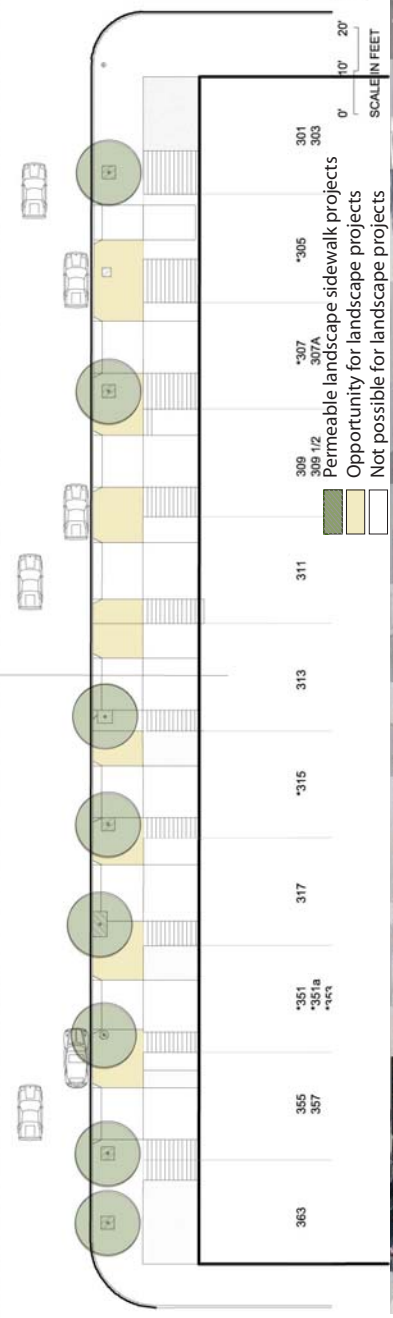 363
355
357
*351
*351a
*353
317
*315
313
311
309
309 1/2
*307
307A
*305
301
303
0' 10' 20'
SCALE IN FEET
Permeable landscape sidewalk projects
Opportunity for landscape projects
Not possible for landscape projects